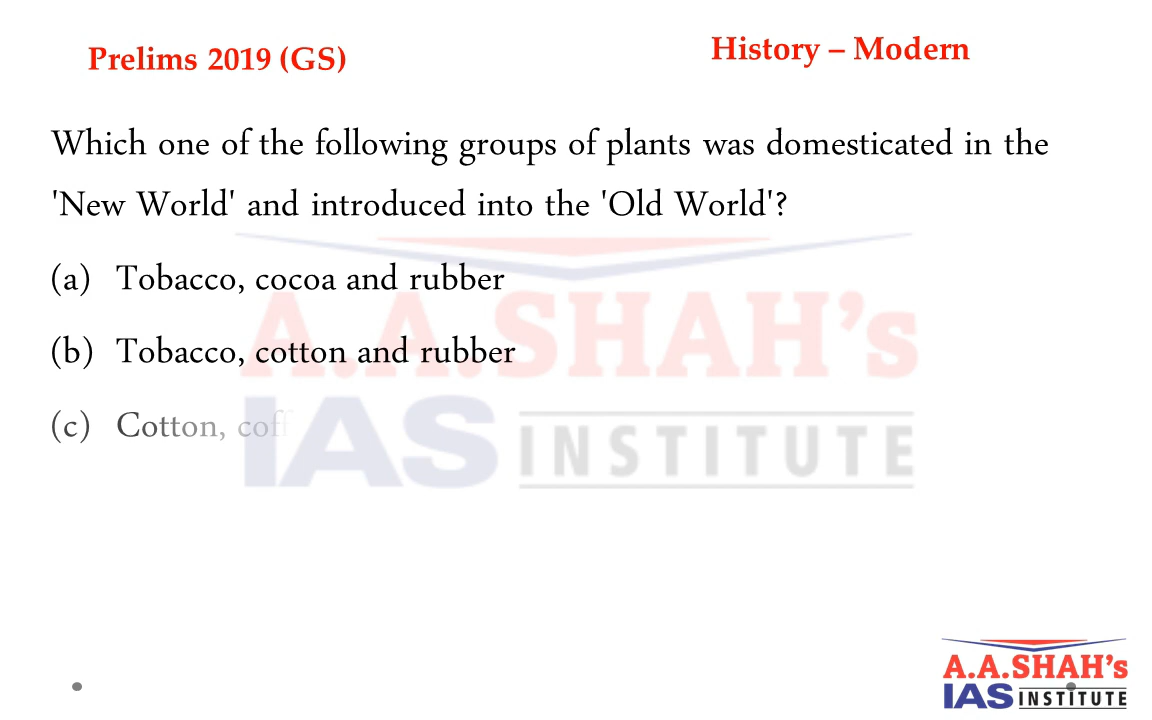 Prelims 2019 (GS)
History – Modern
Which one of the following groups of plants was domesticated in the
'New World' and introduced into the 'Old World'?
(a) Tobacco, cocoa and rubber
(b) Tobacco, cotton and rubber
(c) Cotton,
A.A.SHAH's
IAS INSTITUTE
A.A.SHAH's
IAS INSTITUTE